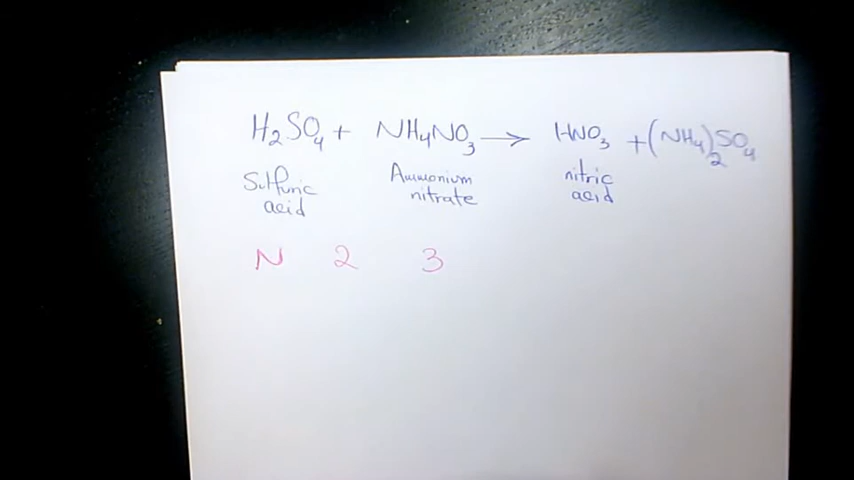 H₂SO₄ + NH₄NO₃ → HNO₃ + (NH₄)₂SO₄
Sulfuric Ammonium nitric
acid nitrate acid
N 2 3